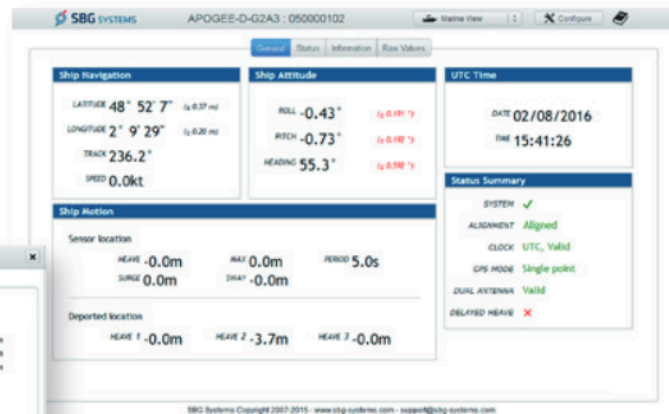 SBG SYSTEMS APOGEE-D-G2A3 : 050000102 Marine View Configure
General Status Information Raw Values
Ship Navigation
LATITUDE 48° 52' 7" (± 0.37 m)
LONGITUDE 2° 9' 29" (± 0.20 m)
TRACK 236.2°
SPEED 0.0kt
Ship Attitude
ROLL -0.43° (± 0.191 °)
PITCH -0.73° (± 0.192 °)
HEADING 55.3°
UTC Time
DATE 02/08/2016
TIME 15:41:26
Ship Motion
Sensor location
HEAVE -0.0m MAX 0.0m PERIOD 5.0s
SURGE 0.0m SWAY -0.0m
Deported location
HEAVE 1 -0.0m HEAVE 2 -3.7m HEAVE 3 -0.0m
Status Summary
SYSTEM ✓
ALIGNMENT Aligned
CLOCK UTC, Valid
GPS MODE Single point
DUAL ANTENNA Valid
DELAYED HEAVE ✗
SBG Systems Copyright 2007-2015 - www.sbg-systems.com - support@sbg-systems.com